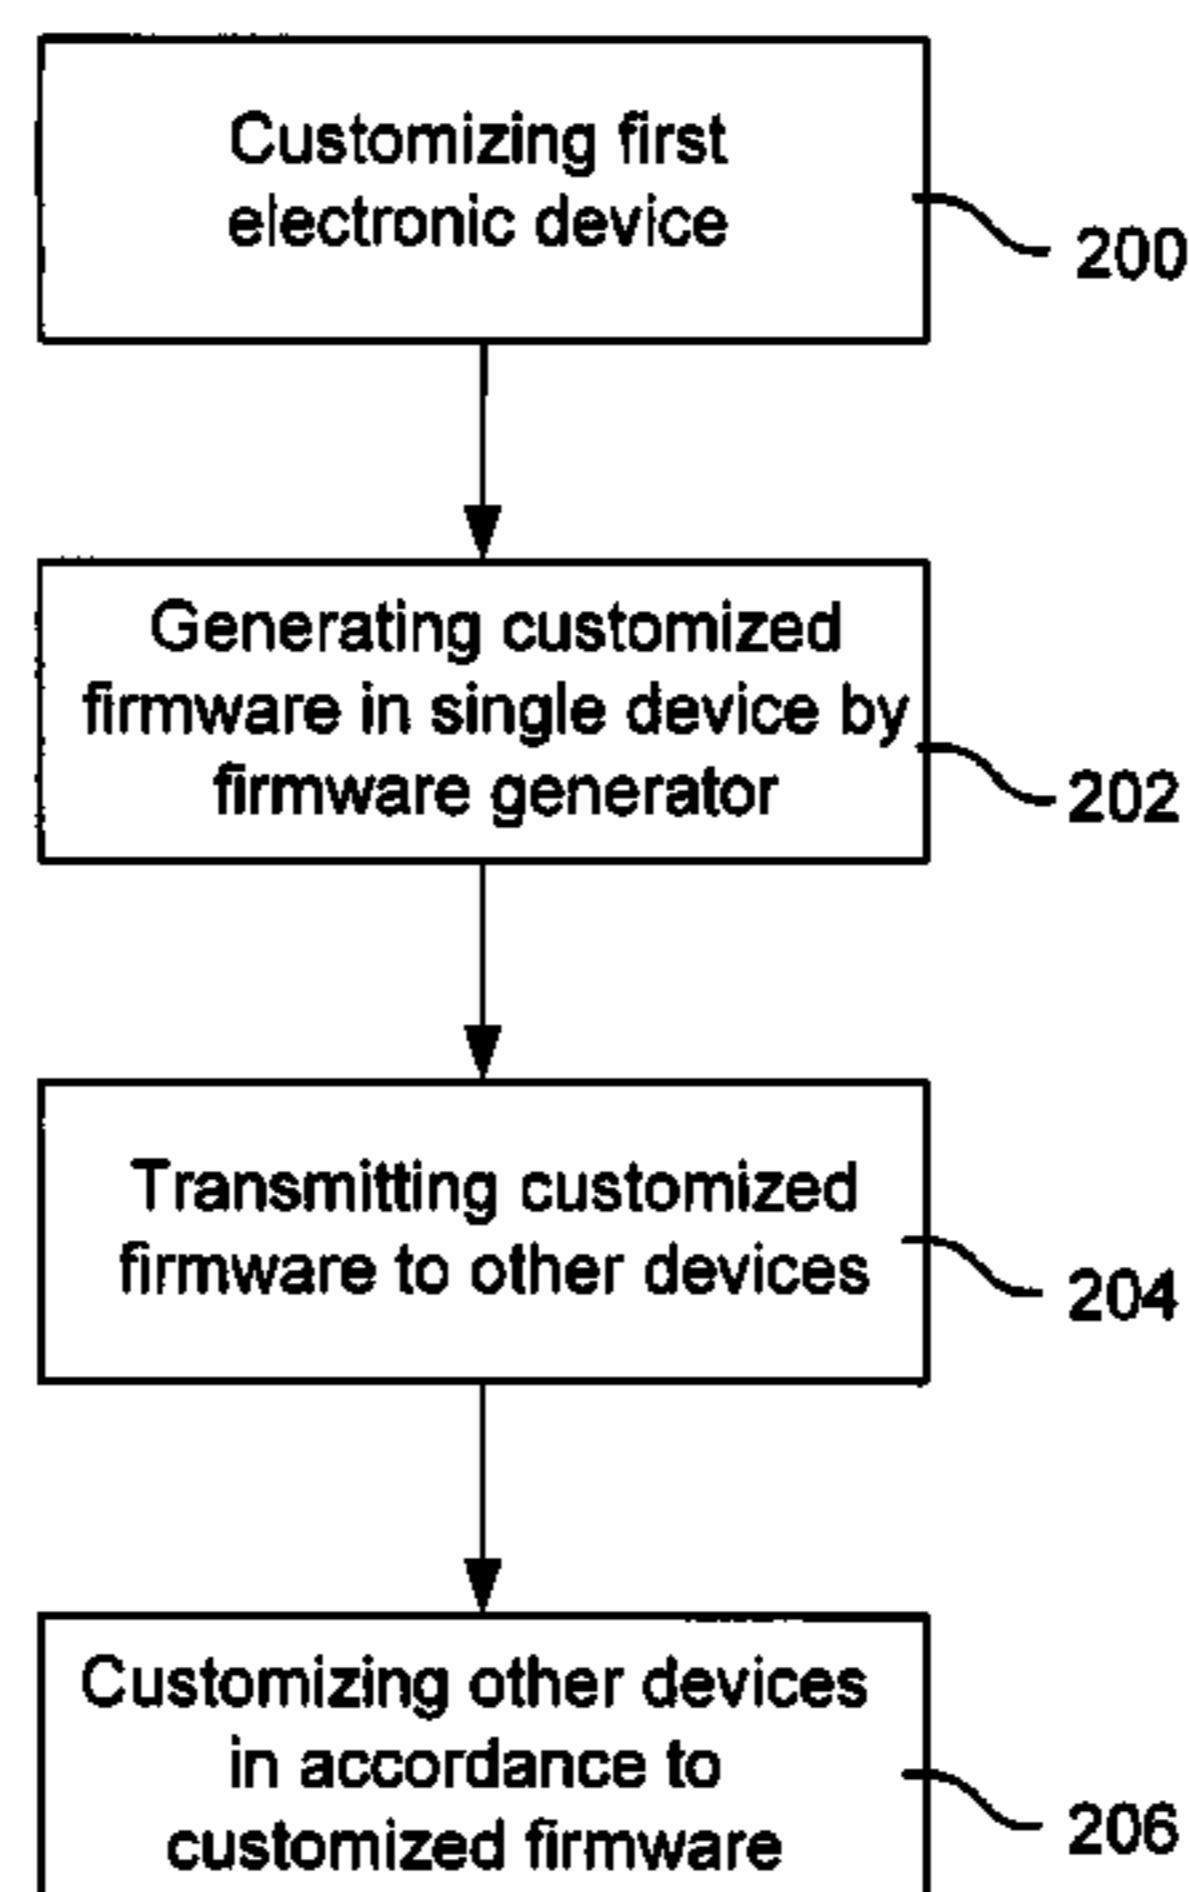 Customizing first
electronic device
200
Generating customized
firmware in single device by
firmware generator
202
Transmitting customized
firmware to other devices
204
Customizing other devices
in accordance to
customized firmware
206